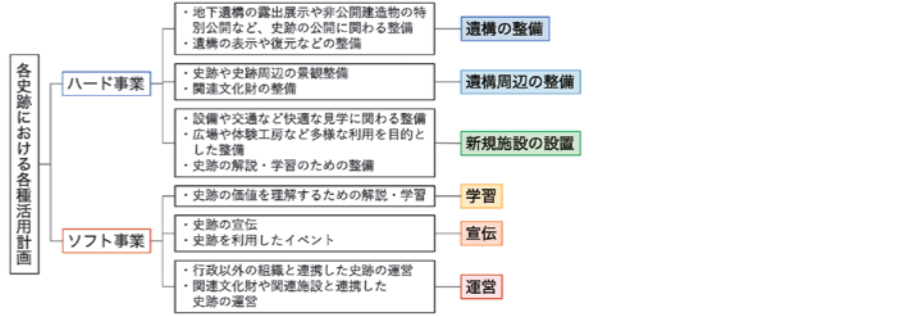 各史跡における各種活用計画
ハード事業
・地下遺構の露出展示や非公開建造物の特
別公開など、史跡の公開に関わる整備
・遺構の表示や復元などの整備
遺構の整備
・史跡や史跡周辺の景観整備
・関連文化財の整備
遺構周辺の整備
・設備や交通など快適な見学に関わる整備
・広場や体験工房など多様な利用を目的と
した整備
・史跡の解説・学習のための整備
新規施設の設置
ソフト事業
・史跡の価値を理解するための解説・学習
学習
・史跡の宣伝
・史跡を利用したイベント
宣伝
・行政以外の組織と連携した史跡の運営
・関連文化財や関連施設と連携した
史跡の運営
運営